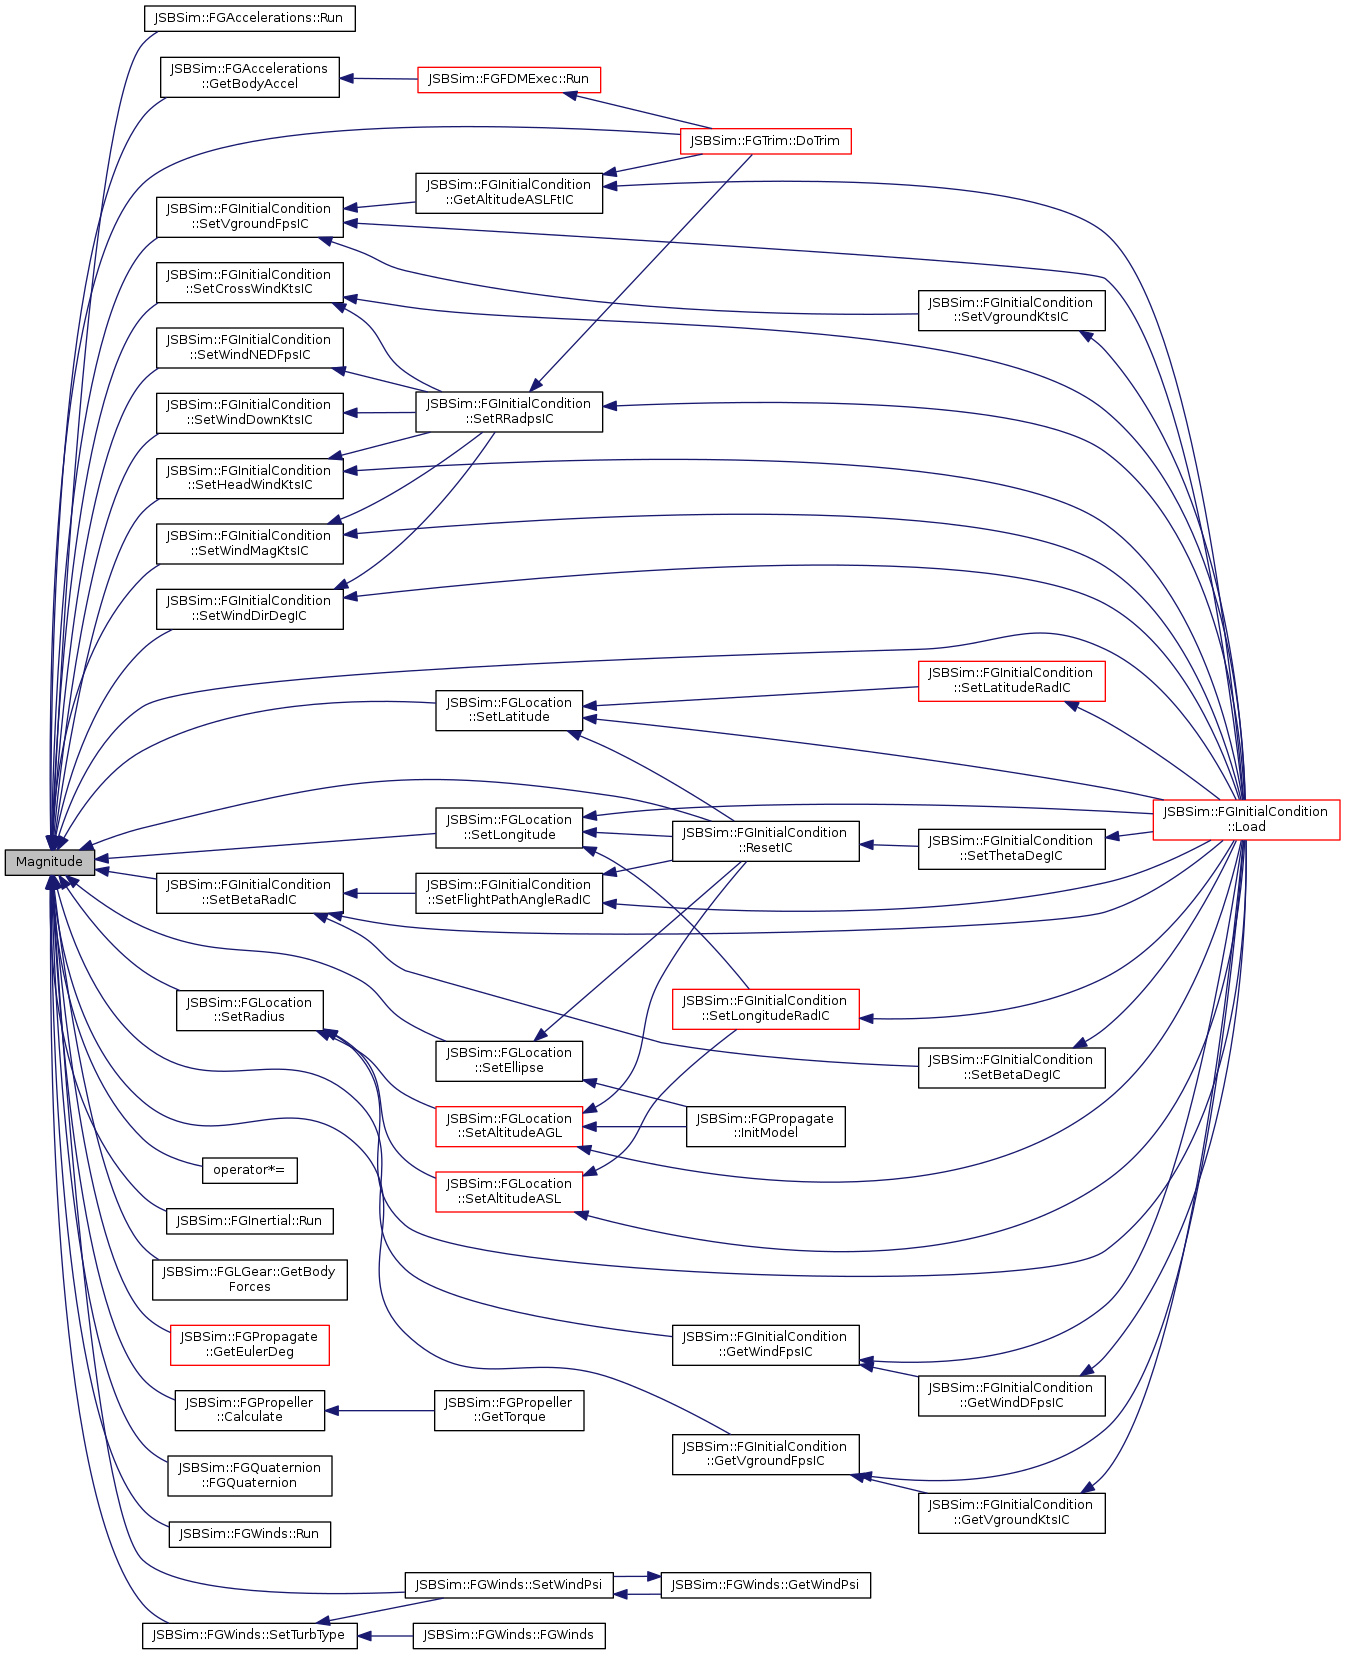 JSBSim::FGAccelerations::Run
JSBSim::FGAccelerations
::GetBodyAccel
JSBSim::FGFDMExec::Run
JSBSim::FGTrim::DoTrim
JSBSim::FGInitialCondition
::GetAltitudeASLFtIC
JSBSim::FGInitialCondition
::SetVgroundFpsIC
JSBSim::FGInitialCondition
::SetCrossWindKtsIC
JSBSim::FGInitialCondition
::SetVgroundKtsIC
JSBSim::FGInitialCondition
::SetWindNEDFpsIC
JSBSim::FGInitialCondition
::SetWindDownKtsIC
JSBSim::FGInitialCondition
::SetRRadpsIC
JSBSim::FGInitialCondition
::SetHeadWindKtsIC
JSBSim::FGInitialCondition
::SetWindMagKtsIC
JSBSim::FGInitialCondition
::SetWindDirDegIC
JSBSim::FGLocation
::SetLatitude
JSBSim::FGInitialCondition
::SetLatitudeRadIC
JSBSim::FGInitialCondition
::Load
JSBSim::FGLocation
::SetLongitude
JSBSim::FGInitialCondition
::ResetIC
JSBSim::FGInitialCondition
::SetThetaDegIC
Magnitude
JSBSim::FGInitialCondition
::SetBetaRadIC
JSBSim::FGInitialCondition
::SetFlightPathAngleRadIC
JSBSim::FGLocation
::SetRadius
JSBSim::FGInitialCondition
::SetLongitudeRadIC
JSBSim::FGLocation
::SetEllipse
JSBSim::FGInitialCondition
::SetBetaDegIC
JSBSim::FGLocation
::SetAltitudeAGL
JSBSim::FGPropagate
::InitModel
operator*=
JSBSim::FGLocation
::SetAltitudeASL
JSBSim::FGInertial::Run
JSBSim::FGLGear::GetBody
Forces
JSBSim::FGPropagate
::GetEulerDeg
JSBSim::FGInitialCondition
::GetWindFpsIC
JSBSim::FGInitialCondition
::GetWindDFpsIC
JSBSim::FGPropeller
::Calculate
JSBSim::FGPropeller
::GetTorque
JSBSim::FGInitialCondition
::GetVgroundFpsIC
JSBSim::FGQuaternion
::FGQuaternion
JSBSim::FGInitialCondition
::GetVgroundKtsIC
JSBSim::FGWinds::Run
JSBSim::FGWinds::SetWindPsi
JSBSim::FGWinds::GetWindPsi
JSBSim::FGWinds::SetTurbType
JSBSim::FGWinds::FGWinds